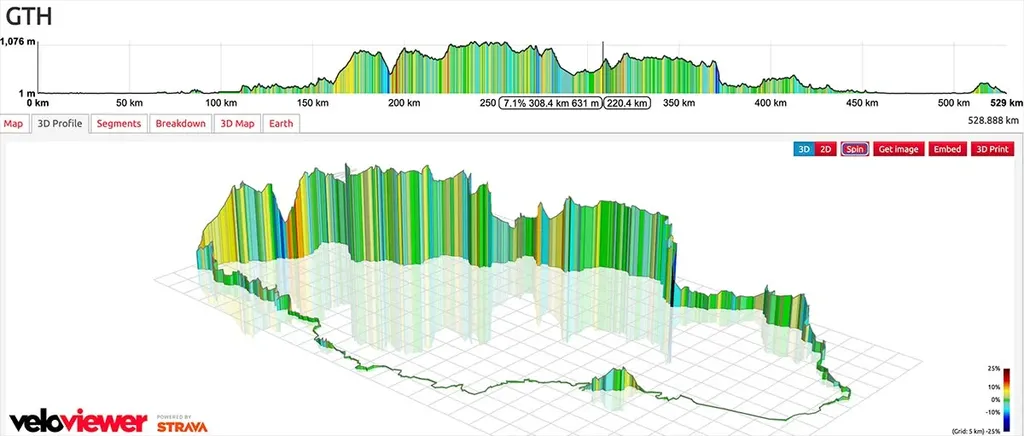 GTH
1,076 m
1 m
0 km 50 km 100 km 150 km 200 km 250 7.1% 308.4 km 631 m 220.4 km 350 km 400 km 450 km 500 km 529 km
528.888 km
Map 3D Profile Segments Breakdown 3D Map Earth
3D 2D Spin Get image Embed 3D Print
25%
10%
0%
-10%
(Grid: 5 km) -25%
veloviewer POWERED BY STRAVA